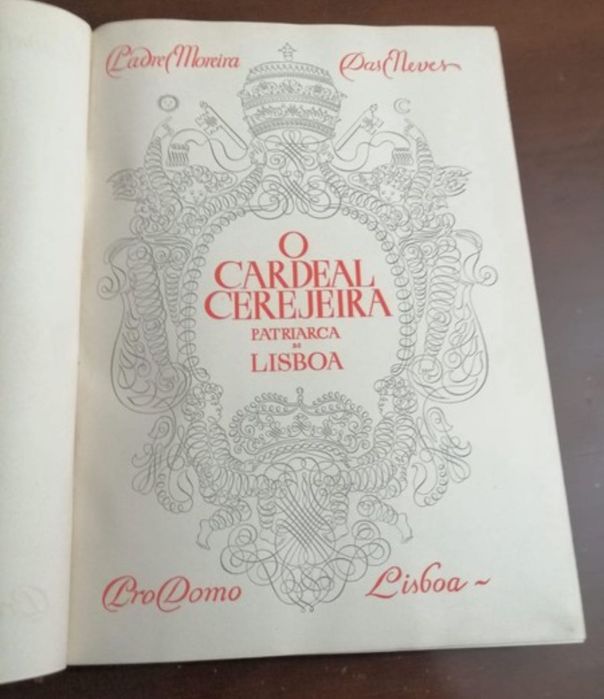 Padre Moreira Das Neves
O
CARDEAL
CEREJEIRA
PATRIARCA
DE
LISBOA
Pro Domo Lisboa ~